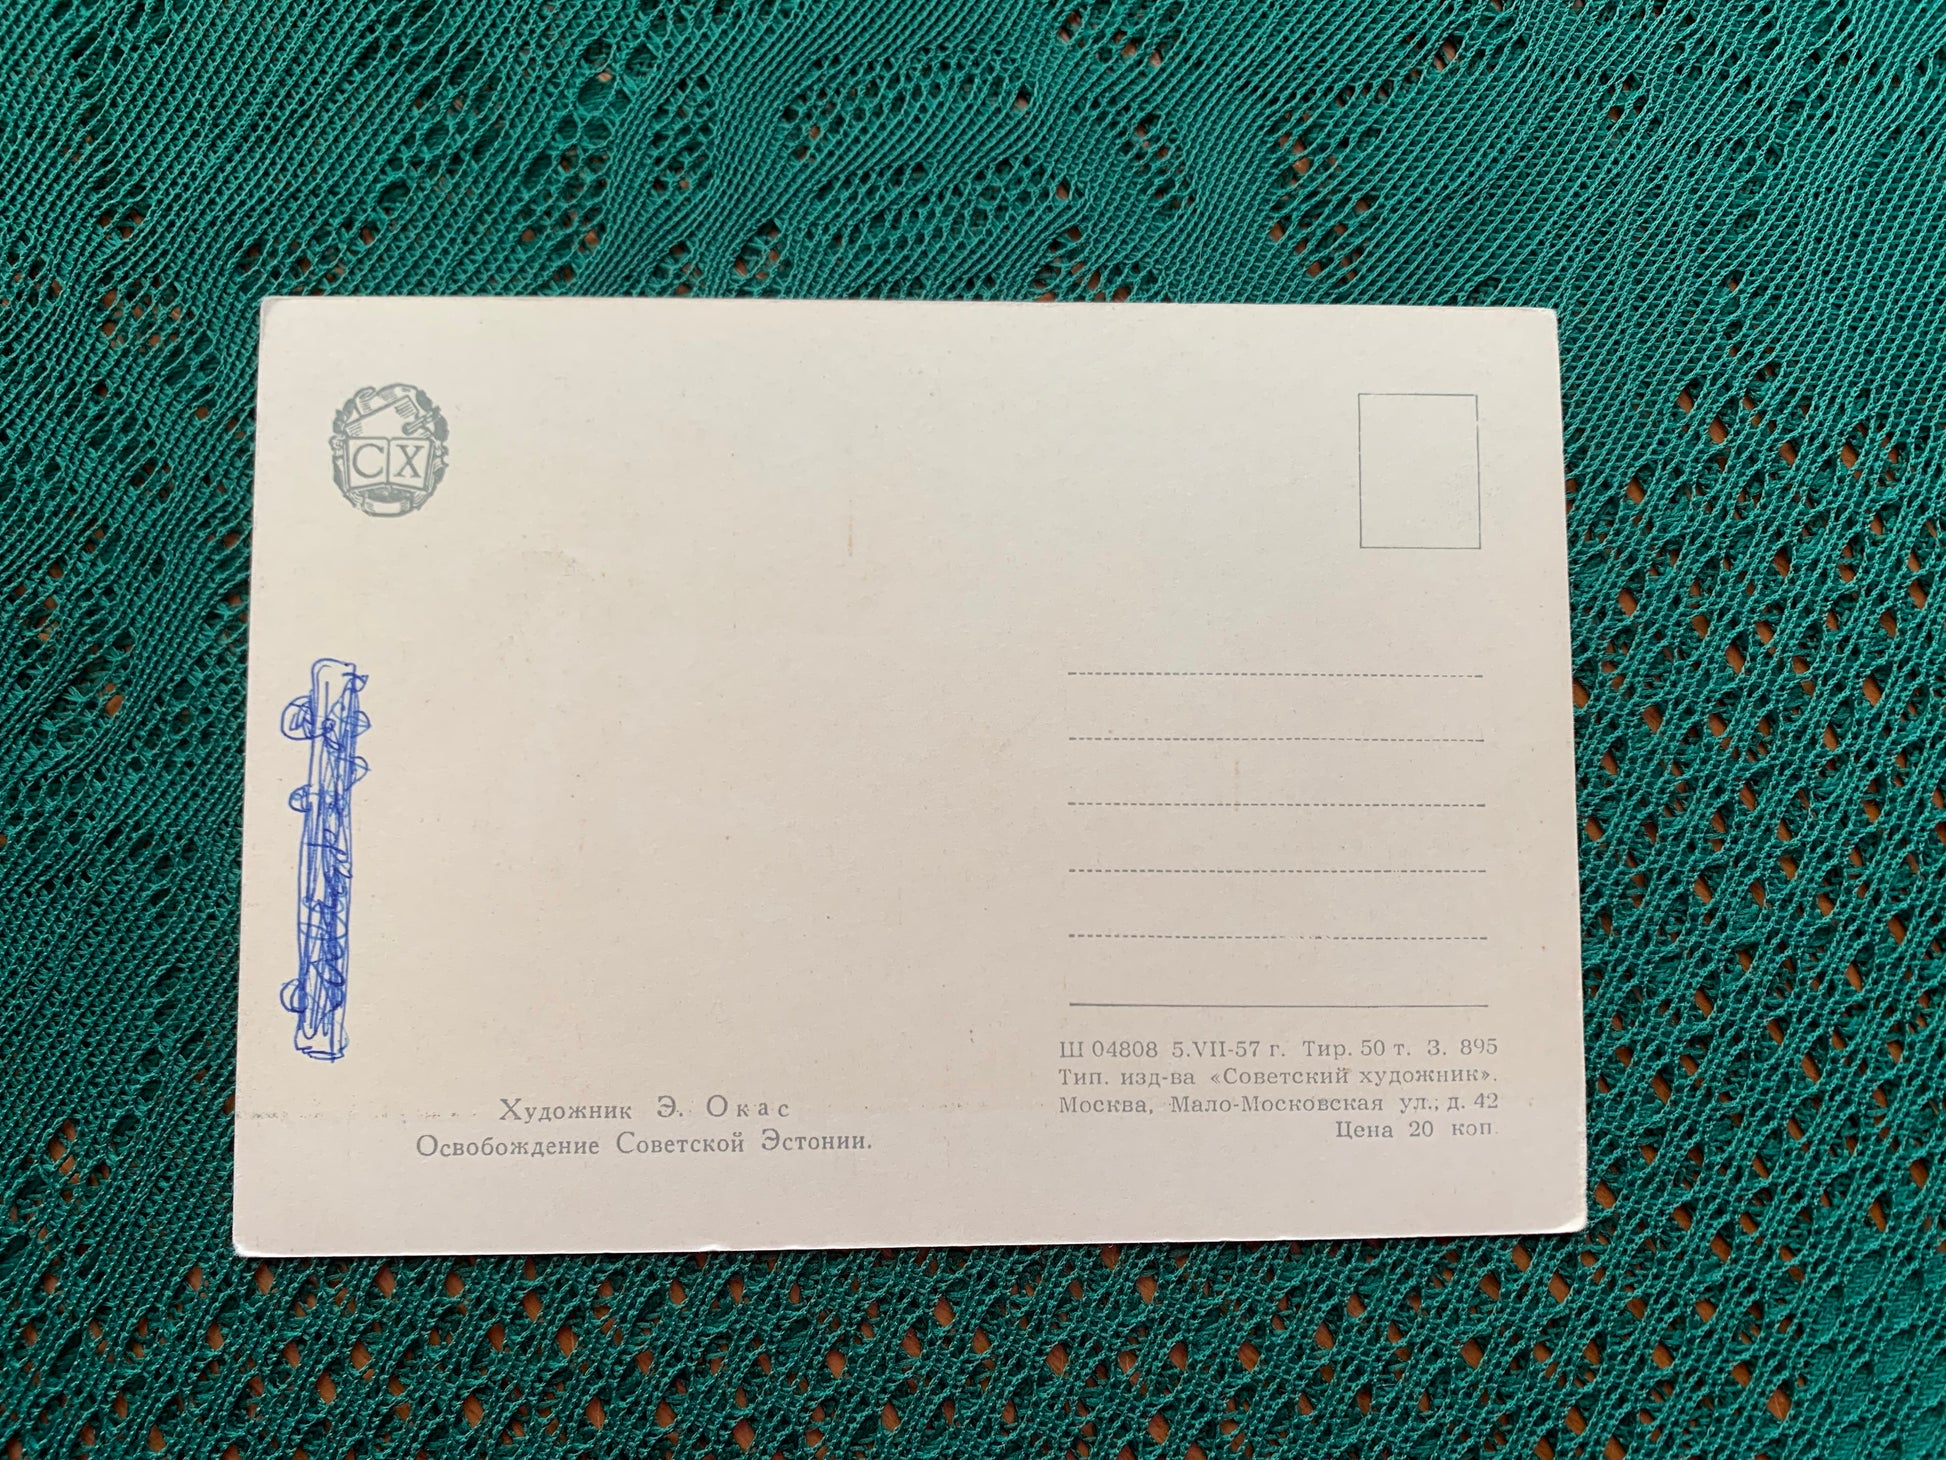 СХ
Художник Э. Окас
Освобождение Советской Эстонии.
Ш 04808 5.VII-57 г. Тир. 50 т. З. 895
Тип. изд-ва «Советский художник».
Москва, Мало-Московская ул., д. 42
Цена 20 коп.